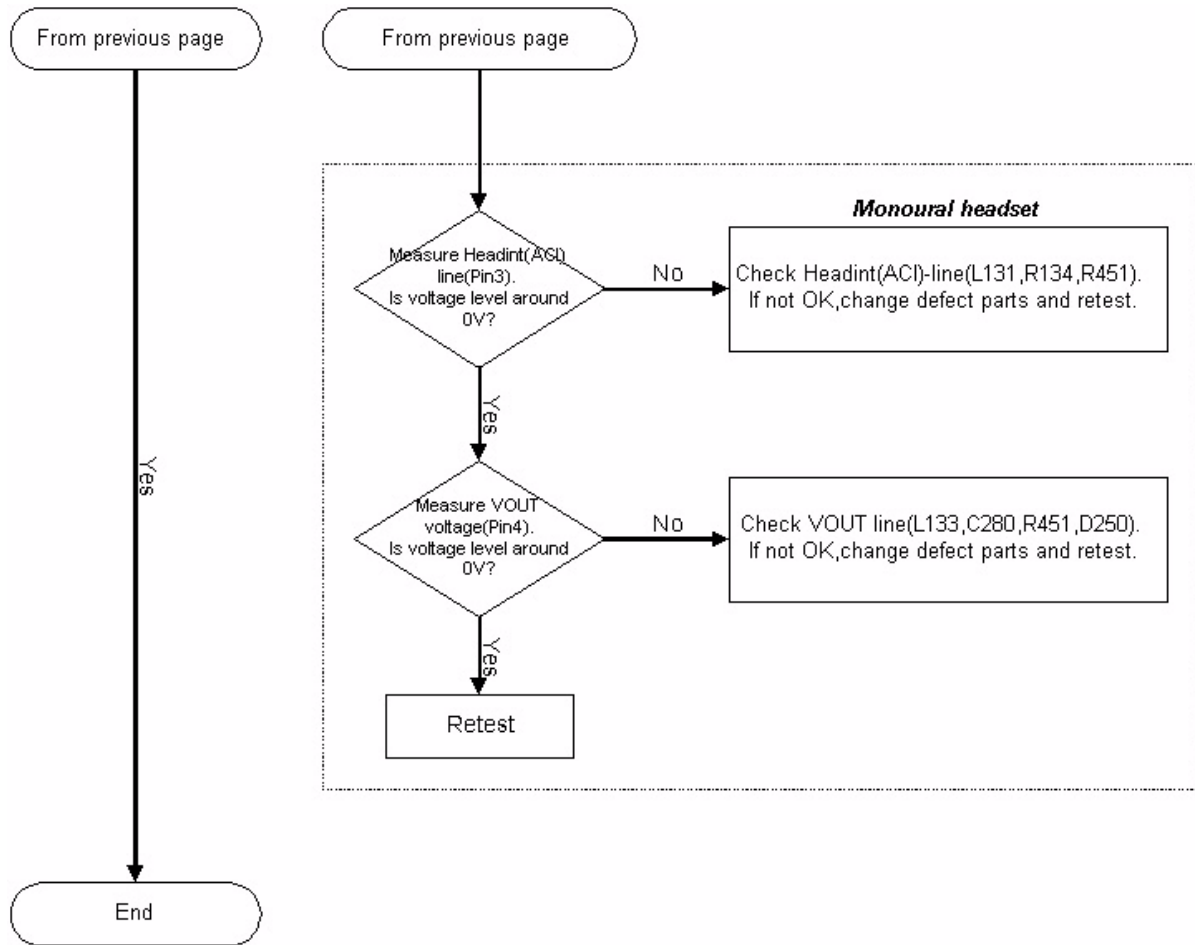 From previous page
From previous page
Monoural headset
Measure Headint(ACI)
line(Pin3).
Is voltage level around
0V?
No
Check Headint(ACI)-line(L131,R134,R451).
If not OK,change defect parts and retest.
Yes
Yes
Measure VOUT
voltage(Pin4).
Is voltage level around
0V?
No
Check VOUT line(L133,C280,R451,D250).
If not OK,change defect parts and retest.
Yes
Retest
End